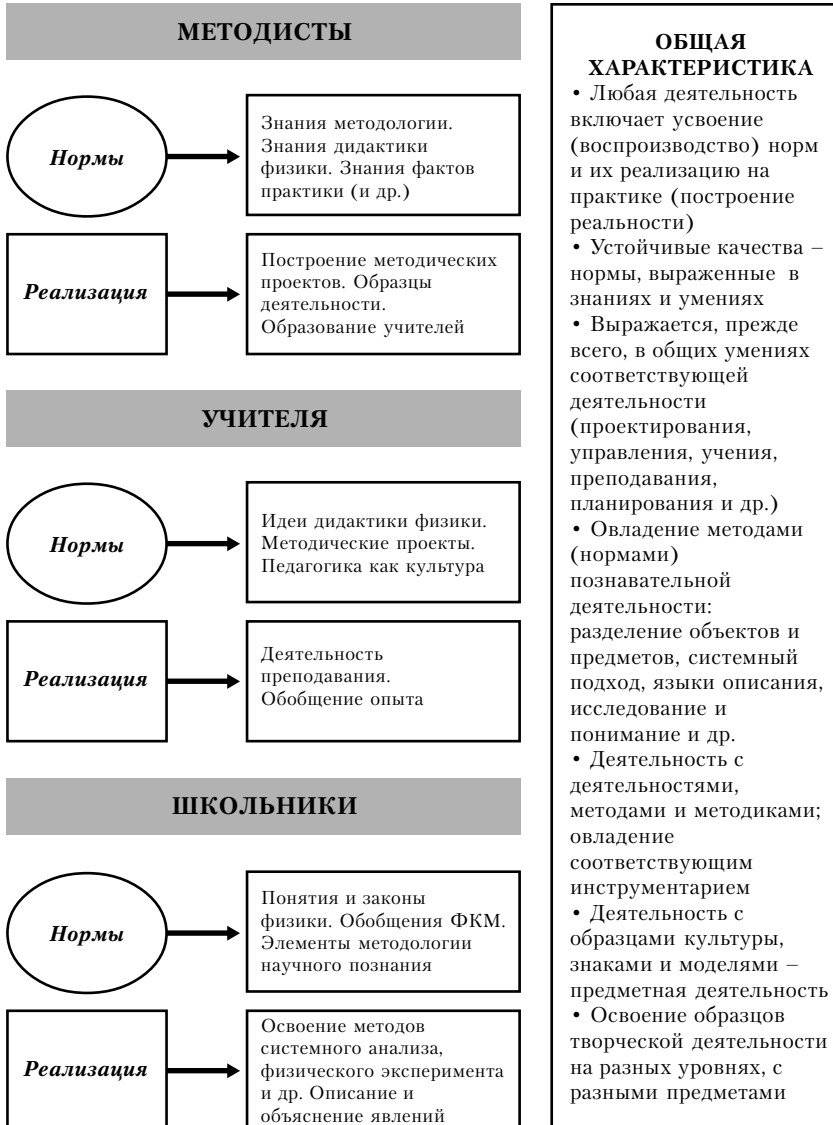 МЕТОДИСТЫ
Нормы
Знания методологии.
Знания дидактики
физики. Знания фактов
практики (и др.)
Реализация
Построение методических
проектов. Образцы
деятельности.
Образование учителей
УЧИТЕЛЯ
Нормы
Идеи дидактики физики.
Методические проекты.
Педагогика как культура
Реализация
Деятельность
преподавания.
Обобщение опыта
ШКОЛЬНИКИ
Нормы
Понятия и законы
физики. Обобщения ФКМ.
Элементы методологии
научного познания
Реализация
Освоение методов
системного анализа,
физического эксперимента
и др. Описание и
объяснение явлений
ОБЩАЯ
ХАРАКТЕРИСТИКА
• Любая деятельность
включает усвоение
(воспроизводство) норм
и их реализацию на
практике (построение
реальности)
• Устойчивые качества –
нормы, выраженные в
знаниях и умениях
• Выражается, прежде
всего, в общих умениях
соответствующей
деятельности
(проектирования,
управления, учения,
преподавания,
планирования и др.)
• Овладение методами
(нормами)
познавательной
деятельности:
разделение объектов и
предметов, системный
подход, языки описания,
исследование и
понимание и др.
• Деятельность с
деятельностями,
методами и методиками;
овладение
соответствующим
инструментарием
• Деятельность с
образцами культуры,
знаками и моделями –
предметная деятельность
• Освоение образцов
творческой деятельности
на разных уровнях, с
разными предметами